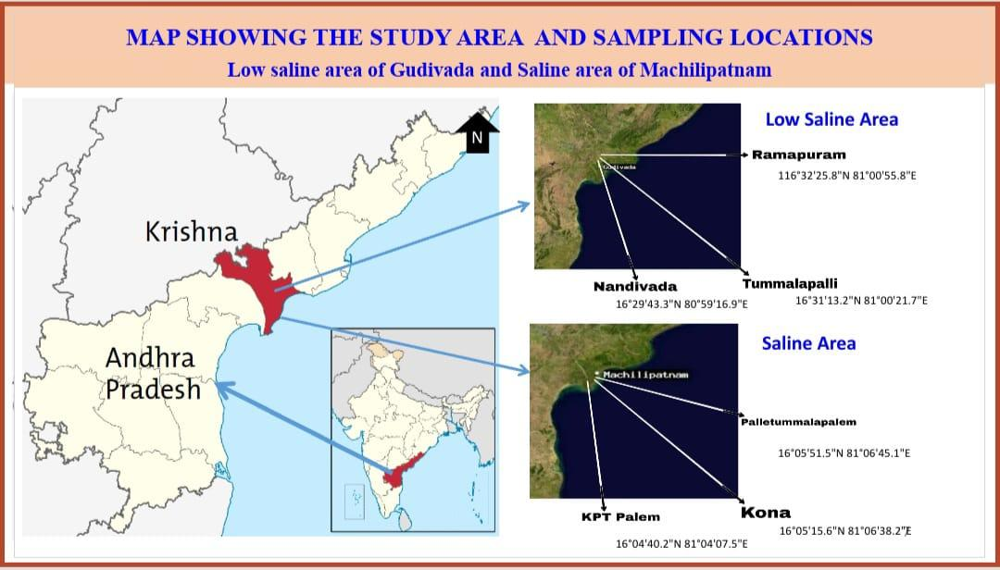 MAP SHOWING THE STUDY AREA AND SAMPLING LOCATIONS
Low saline area of Gudivada and Saline area of Machilipatnam
N
Krishna
Andhra
Pradesh
Low Saline Area
Gudivada
Ramapuram
116°32'25.8"N 81°00'55.8"E
Nandivada
16°29'43.3"N 80°59'16.9"E
Tummalapalli
16°31'13.2"N 81°00'21.7"E
Saline Area
Machilipatnam
Palletummalapalem
16°05'51.5"N 81°06'45.1"E
KPT Palem
16°04'40.2"N 81°04'07.5"E
Kona
16°05'15.6"N 81°06'38.2"E